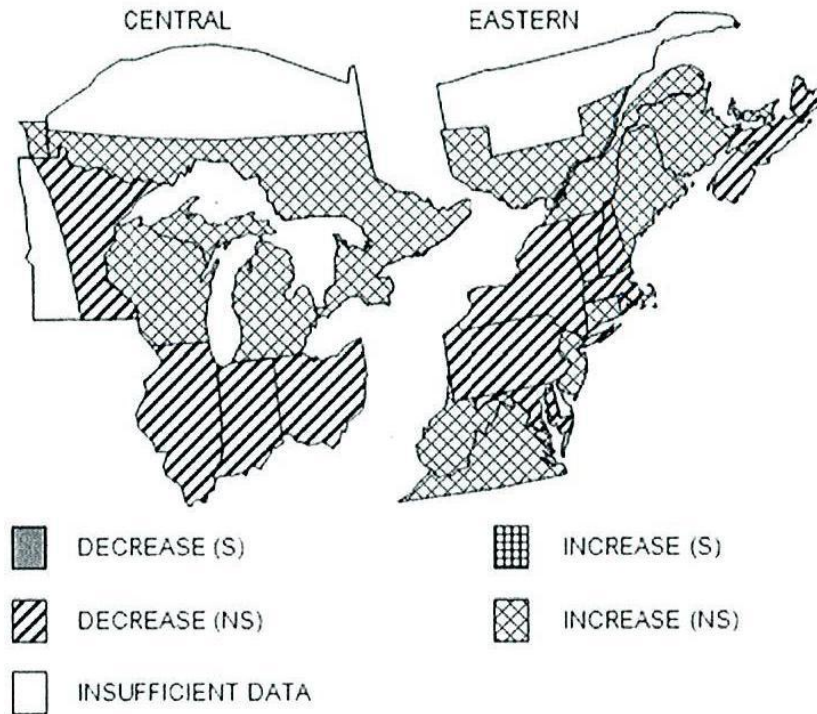 CENTRAL
EASTERN
DECREASE (S)
INCREASE (S)
DECREASE (NS)
INCREASE (NS)
INSUFFICIENT DATA